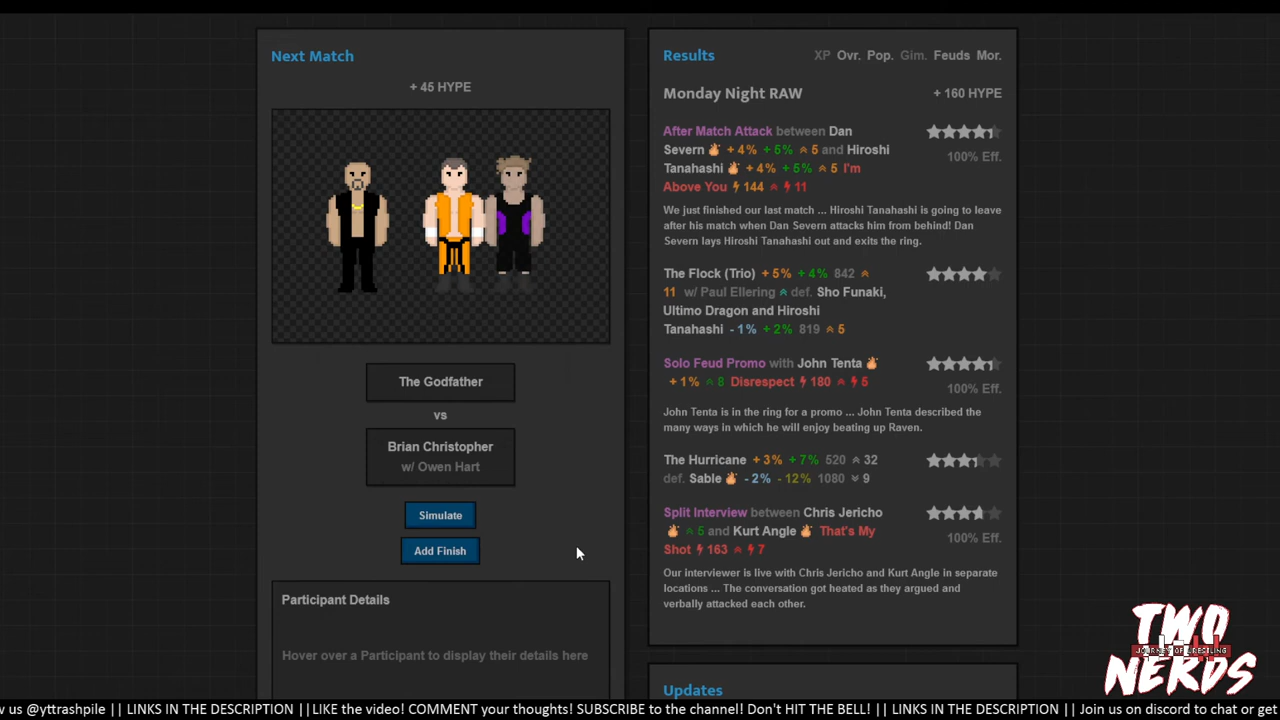 Next Match
+ 45 HYPE
The Godfather
vs
Brian Christopher
w/ Owen Hart
Simulate
Add Finish
Participant Details
Hover over a Participant to display their details here
Results
XP Ovr. Pop. Gim. Feuds Mor.
Monday Night RAW + 160 HYPE
After Match Attack between Dan
Severn + 4% + 5% 5 and Hiroshi
Tanahashi + 4% + 5% 5 I'm
Above You 144 11
100% Eff.
We just finished our last match ... Hiroshi Tanahashi is going to leave
after his match when Dan Severn attacks him from behind! Dan
Severn lays Hiroshi Tanahashi out and exits the ring.
The Flock (Trio) + 5% + 4% 842
11 w/ Paul Ellering def. Sho Funaki,
Ultimo Dragon and Hiroshi
Tanahashi - 1% + 2% 819 5
Solo Feud Promo with John Tenta
+ 1% 8 Disrespect 180 5
100% Eff.
John Tenta is in the ring for a promo ... John Tenta described the
many ways in which he will enjoy beating up Raven.
The Hurricane + 3% + 7% 520 32
def. Sable - 2% - 12% 1080 9
Split Interview between Chris Jericho
5 and Kurt Angle That's My
Shot 163 7
100% Eff.
Our interviewer is live with Chris Jericho and Kurt Angle in separate
locations ... The conversation got heated as they argued and
verbally attacked each other.
Updates
TWO
JOURNEY OF WRESTLING
NERDS
w us @yttrashpile || LINKS IN THE DESCRIPTION ||LIKE the video! COMMENT your thoughts! SUBSCRIBE to the channel! Don't HIT THE BELL! || LINKS IN THE DESCRIPTION || Join us on discord to chat or get